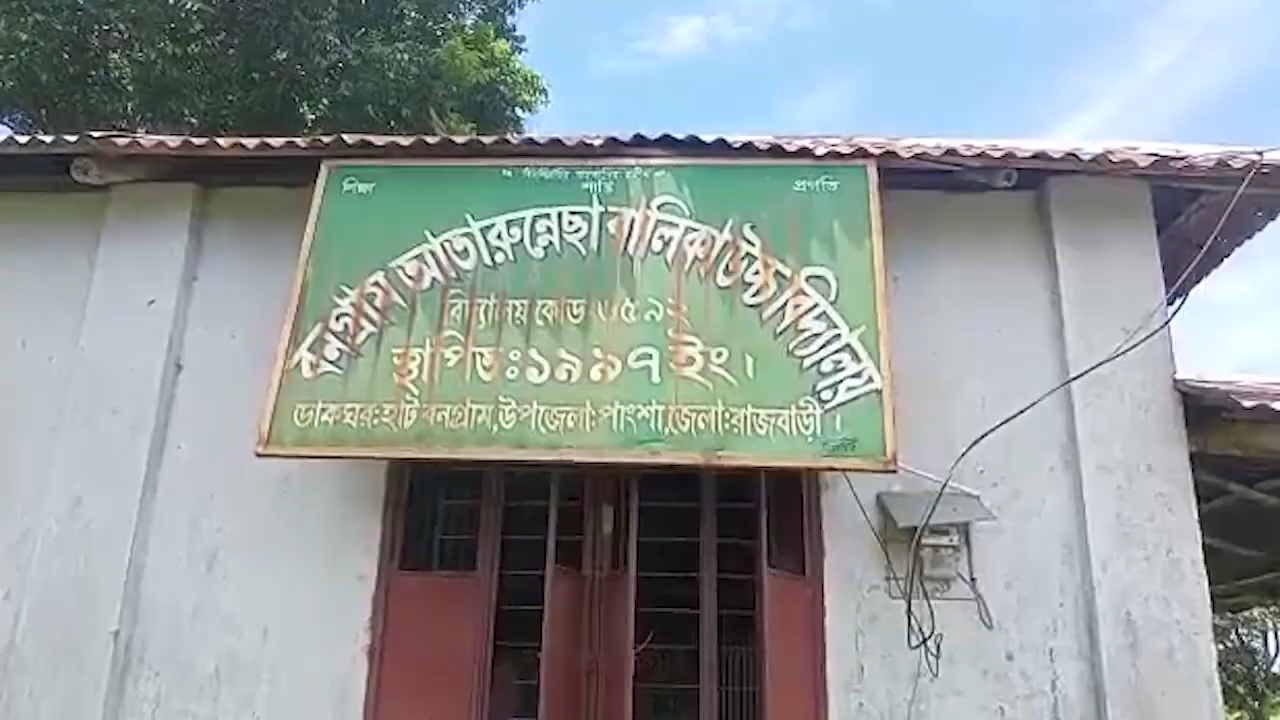 শিক্ষা শান্তি প্রগতি
বনগ্রাম আতারুন্নেছা বালিকা উচ্চ বিদ্যালয়
বিদ্যালয় কোড ৬৫৯২
স্থাপিতঃ১৯৯৭ ইং।
ডাকঘর:হাট বনগ্রাম,উপজেলা:পাংশা,জেলা:রাজবাড়ী।